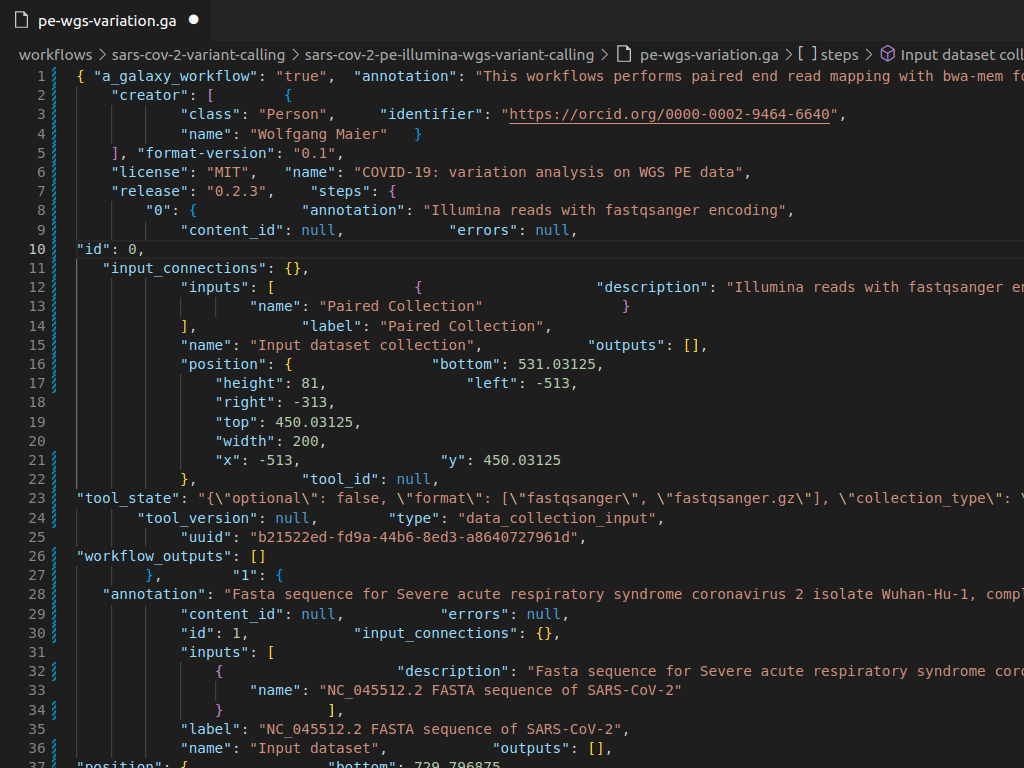 pe-wgs-variation.ga ●
workflows > sars-cov-2-variant-calling > sars-cov-2-pe-illumina-wgs-variant-calling > pe-wgs-variation.ga > [ ] steps > Input dataset coll
1 { "a_galaxy_workflow": "true", "annotation": "This workflows performs paired end read mapping with bwa-mem fo
2 "creator": [ {
3 "class": "Person", "identifier": "https://orcid.org/0000-0002-9464-6640",
4 "name": "Wolfgang Maier" }
5 ], "format-version": "0.1",
6 "license": "MIT", "name": "COVID-19: variation analysis on WGS PE data",
7 "release": "0.2.3", "steps": {
8 "0": { "annotation": "Illumina reads with fastqsanger encoding",
9 "content_id": null, "errors": null,
10 "id": 0,
11 "input_connections": {},
12 "inputs": [ { "description": "Illumina reads with fastqsanger en
13 "name": "Paired Collection" }
14 ], "label": "Paired Collection",
15 "name": "Input dataset collection", "outputs": [],
16 "position": { "bottom": 531.03125,
17 "height": 81, "left": -513,
18 "right": -313,
19 "top": 450.03125,
20 "width": 200,
21 "x": -513, "y": 450.03125
22 }, "tool_id": null,
23 "tool_state": "{\"optional\": false, \"format\": [\"fastqsanger\", \"fastqsanger.gz\"], \"collection_type\": \
24 "tool_version": null, "type": "data_collection_input",
25 "uuid": "b21522ed-fd9a-44b6-8ed3-a8640727961d",
26 "workflow_outputs": []
27 }, "1": {
28 "annotation": "Fasta sequence for Severe acute respiratory syndrome coronavirus 2 isolate Wuhan-Hu-1, compl
29 "content_id": null, "errors": null,
30 "id": 1, "input_connections": {},
31 "inputs": [
32 { "description": "Fasta sequence for Severe acute respiratory syndrome coro
33 "name": "NC_045512.2 FASTA sequence of SARS-CoV-2"
34 } ],
35 "label": "NC_045512.2 FASTA sequence of SARS-CoV-2",
36 "name": "Input dataset", "outputs": [],
37 "position": { "bottom": 729.796875,